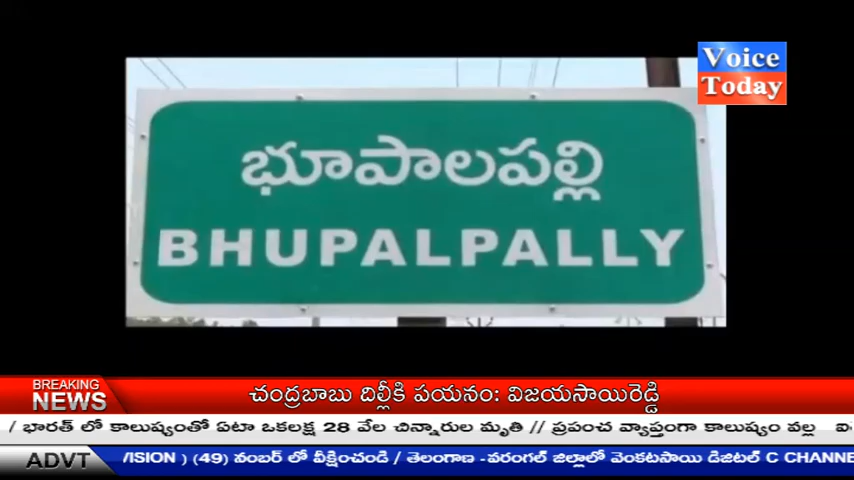 Voice
Today
భూపాలపల్లి
BHUPALPALLY
BREAKING
NEWS
చంద్రబాబు దిల్లీకి పయనం: విజయసాయిరెడ్డి
/ భారత్ లో కాలుష్యంతో ఏటా ఒకలక్ష 28 వేల చిన్నారుల మృతి // ప్రపంచ వ్యాప్తంగా కాలుష్యం వల్ల
ADVT
VISION ) (49) నంబర్ లో వీక్షించండి / తెలంగాణ -వరంగల్ జిల్లాలో వెంకటసాయి డిజిటల్ C CHANNE